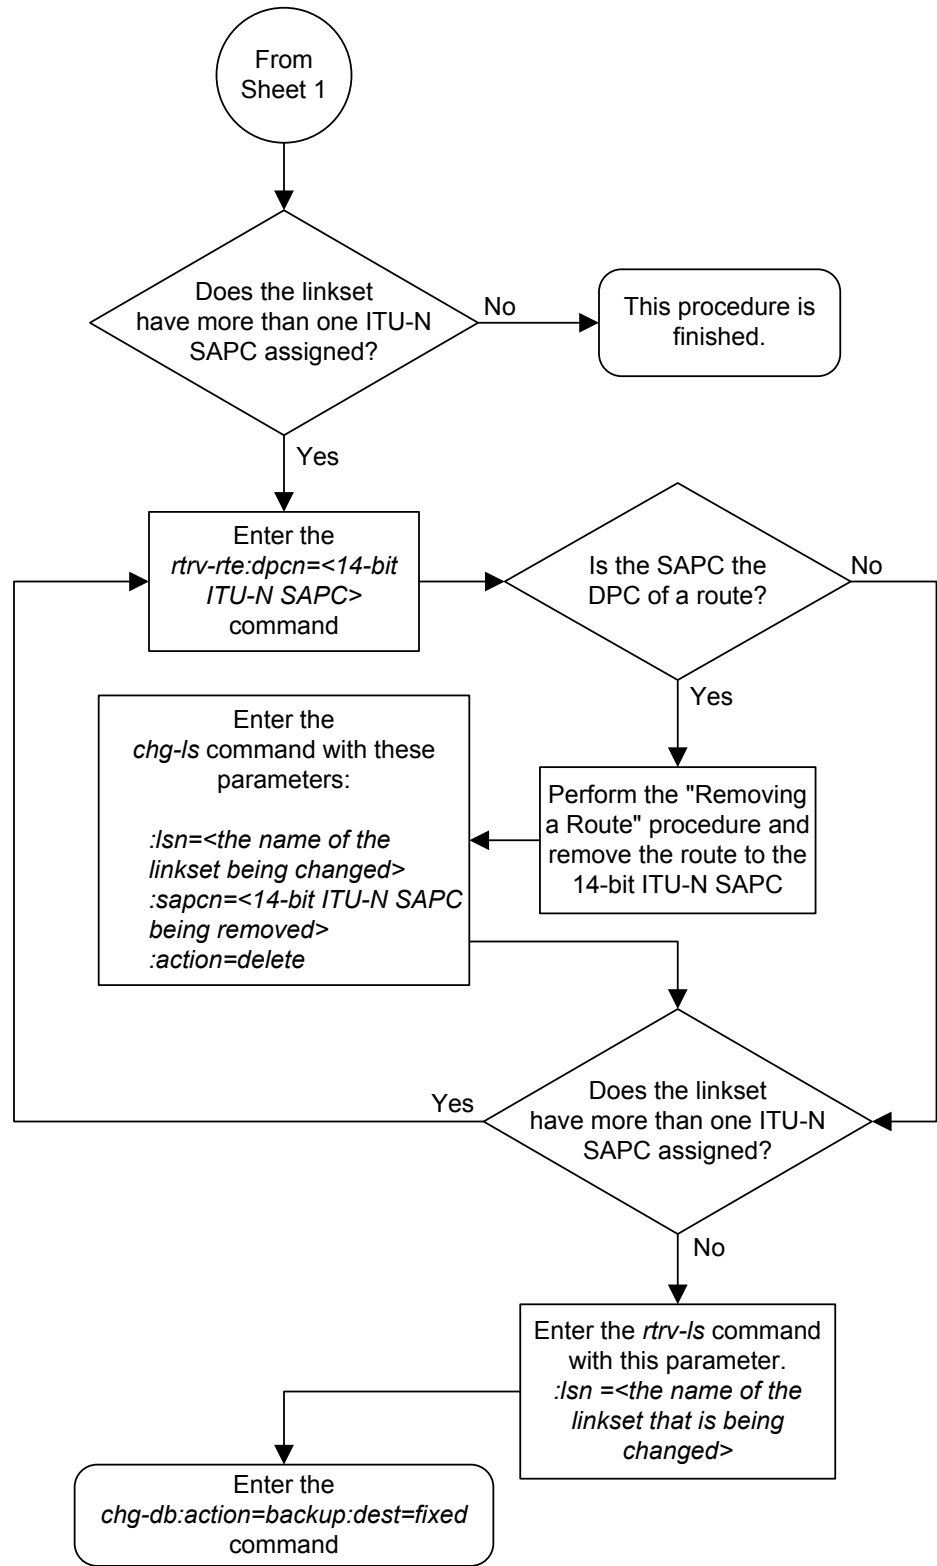 From
Sheet 1
Does the linkset
have more than one ITU-N
SAPC assigned?
No
This procedure is
finished.
Yes
Enter the
rtrv-rte:dpcn=<14-bit
ITU-N SAPC>
command
Is the SAPC the
DPC of a route?
No
Yes
Enter the
chg-ls command with these
parameters:
:lsn=<the name of the
linkset being changed>
:sapcn=<14-bit ITU-N SAPC
being removed>
:action=delete
Perform the "Removing
a Route" procedure and
remove the route to the
14-bit ITU-N SAPC
Does the linkset
have more than one ITU-N
SAPC assigned?
Yes
No
Enter the rtrv-ls command
with this parameter.
:lsn =<the name of the
linkset that is being
changed>
Enter the
chg-db:action=backup:dest=fixed
command